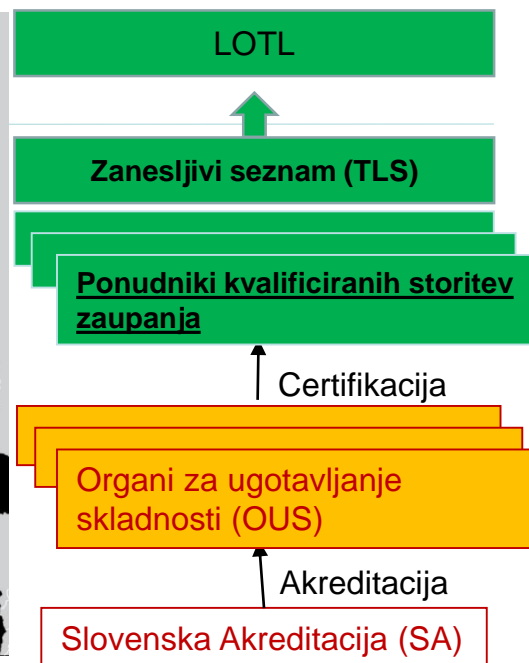 LOTL
Zanesljivi seznam (TLS)
Ponudniki kvalificiranih storitev
zaupanja
Certifikacija
Organi za ugotavljanje
skladnosti (OUS)
Akreditacija
Slovenska Akreditacija (SA)